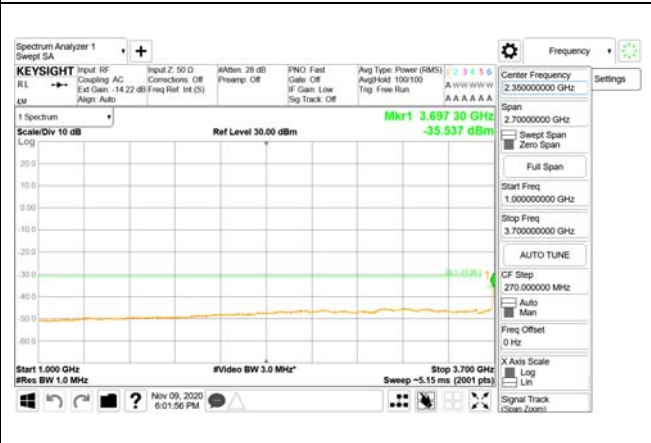 Spectrum Analyzer 1
Swept SA
+
Frequency
KEYSIGHT
RL
Input: RF
Coupling: AC
Ext Gain: -14.22 dB
Align: Auto
Input Z: 50 Ω
Corrections: Off
Freq Ref: Int (S)
#Atten: 28 dB
Preamp: Off
PNO: Fast
Gate: Off
IF Gain: Low
Sig Track: Off
Avg Type: Power (RMS)
Avg|Hold: 100/100
Trig: Free Run
1 2 3 4 5 6
A W W W W W
A A A A A A
1 Spectrum
Scale/Div 10 dB
Ref Level 30.00 dBm
Mkr1 3.697 30 GHz
-35.537 dBm
Log
20.0
10.0
0.00
-10.0
-20.0
-30.0
-40.0
-50.0
-60.0
1
Start 1.000 GHz
#Res BW 1.0 MHz
#Video BW 3.0 MHz*
Stop 3.700 GHz
Sweep ~5.15 ms (2001 pts)
Nov 09, 2020
6:01:56 PM
Center Frequency
2.350000000 GHz
Settings
Span
2.70000000 GHz
Swept Span
Zero Span
Full Span
Start Freq
1.000000000 GHz
Stop Freq
3.700000000 GHz
AUTO TUNE
CF Step
270.000000 MHz
Auto
Man
Freq Offset
0 Hz
X Axis Scale
Log
Lin
Signal Track
(Span Zoom)